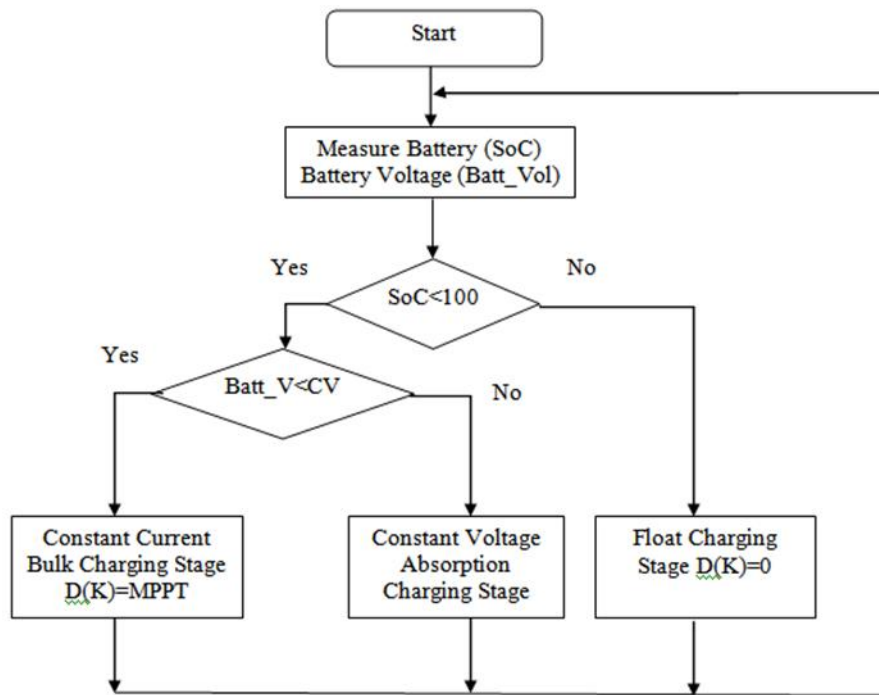 Start
Measure Battery (SoC)
Battery Voltage (Batt_Vol)
Yes
No
SoC<100
Yes
Batt_V<CV
No
Constant Current
Bulk Charging Stage
D(K)=MPPT
Constant Voltage
Absorption
Charging Stage
Float Charging
Stage D(K)=0